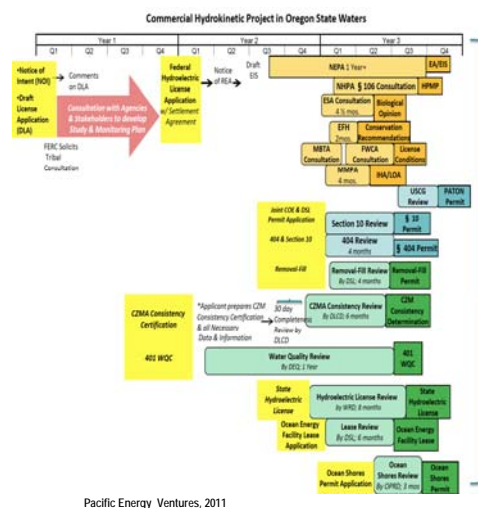 Commercial Hydrokinetic Project in Oregon State Waters
Year 1
Year 2
Year 3
Q1
Q2
Q3
Q4
Q1
Q2
Q3
Q4
Q1
Q2
Q3
Q4
•Notice of
Intent (NOI)
•Draft
License
Application
(DLA)
Comments
on DLA
Consultation with Agencies
& Stakeholders to develop
Study & Monitoring Plan
FERC Solicits
Tribal
Consultation
Federal
Hydroelectric
License
Application
w/ Settlement
Agreement
Notice
of REA
Draft
EIS
NEPA 1 Year+
EA/EIS
NHPA § 106 Consultation
HPMP
ESA Consultation
4 ½ mos.
Biological
Opinion
EFH
2mos.
Conservation
Recommendations
MBTA
Consultation
FWCA
Consultation
License
Conditions
MMPA
4 mos.
IHA/LOA
USCG
Review
PATON
Permit
Joint COE & DSL
Permit Application
Section 10 Review
§ 10
Permit
404 & Section 10
404 Review
4 months
§ 404 Permit
Removal-Fill
Removal-Fill Review
By DSL; 4 months
Removal-Fill
Permit
CZMA Consistency
Certification
*Applicant prepares CZM
Consistency Certification
& all Necessary
Data & Information
30 day
Completeness
Review by
DLCD
CZMA Consistency Review
By DLCD; 6 months
CZM
Consistency
Determination
401 WQC
Water Quality Review
By DEQ; 1 Year
401
WQC
State
Hydroelectric
License
Hydroelectric License Review
by WRD; 8 months
State
Hydroelectric
License
Ocean Energy
Facility Lease
Application
Lease Review
By DSL; 6 months
Ocean Energy
Facility Lease
Ocean Shores
Permit Application
Ocean
Shores Review
By OPRD; 3 mos
Ocean
Shores
Permit
Pacific Energy Ventures, 2011